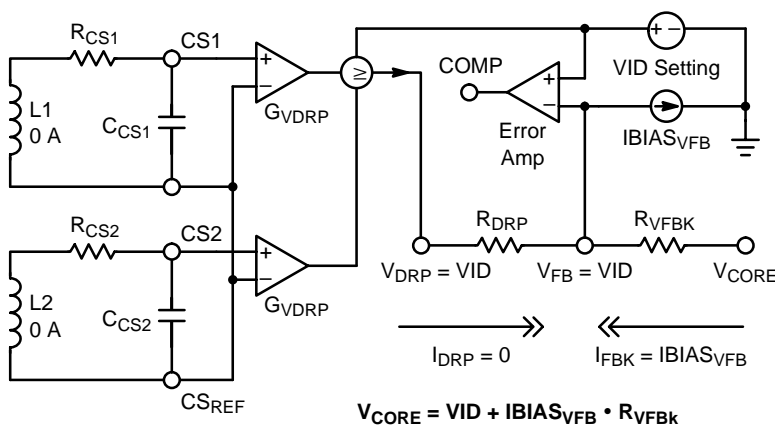 R_CS1
CS1
+
−
G_VDRP
L1
0 A
C_CS1
≥
COMP
+
−
Error
Amp
+ −
VID Setting
IBIAS_VFB
R_CS2
CS2
+
−
G_VDRP
L2
0 A
C_CS2
CS_REF
R_DRP
R_VFBK
V_DRP = VID
V_FB = VID
V_CORE
I_DRP = 0
I_FBK = IBIAS_VFB
V_CORE = VID + IBIAS_VFB • R_VFBk